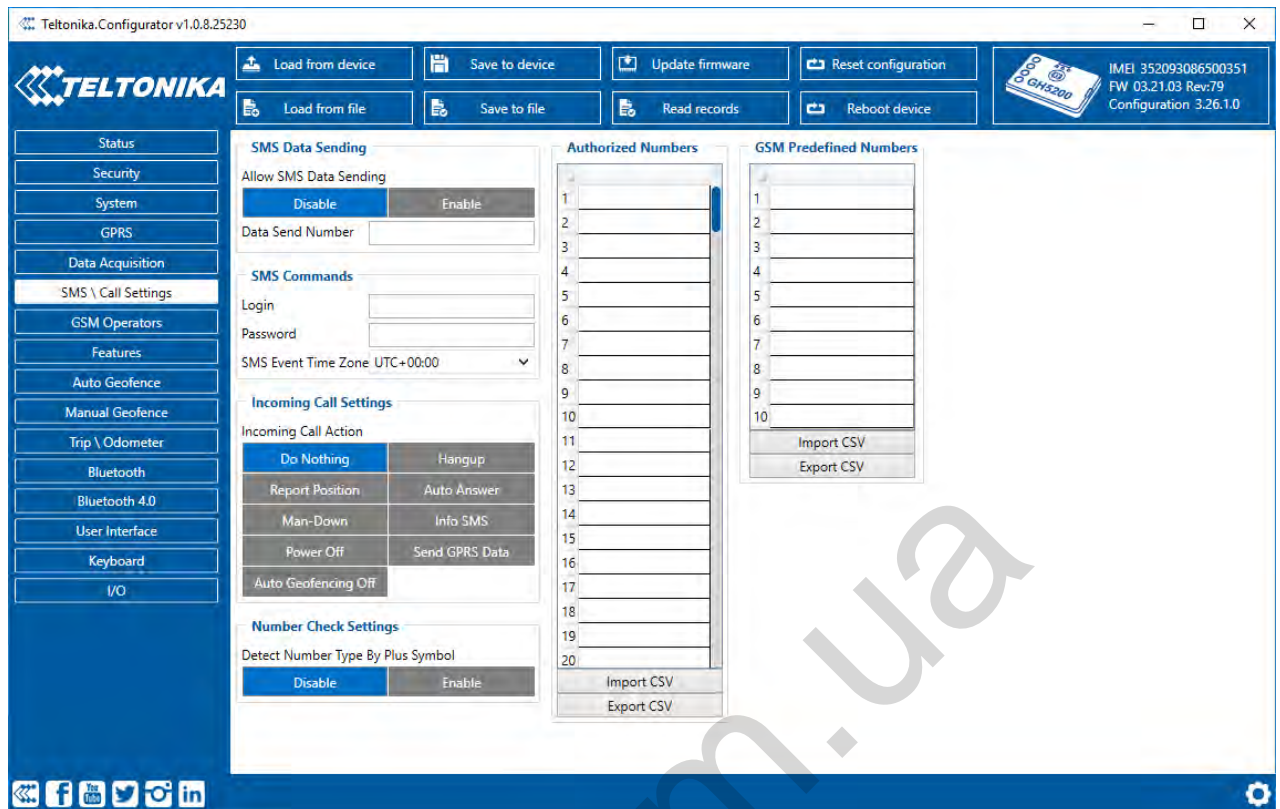 Teltonika.Configurator v1.0.8.25230
TELTONIKA
Load from device
Save to device
Update firmware
Reset configuration
Load from file
Save to file
Read records
Reboot device
GH5200
IMEI 352093086500351
FW 03.21.03 Rev:79
Configuration 3.26.1.0
Status
Security
System
GPRS
Data Acquisition
SMS \ Call Settings
GSM Operators
Features
Auto Geofence
Manual Geofence
Trip \ Odometer
Bluetooth
Bluetooth 4.0
User Interface
Keyboard
I/O
SMS Data Sending
Allow SMS Data Sending
Disable
Enable
Data Send Number
SMS Commands
Login
Password
SMS Event Time Zone UTC+00:00
Incoming Call Settings
Incoming Call Action
Do Nothing
Hangup
Report Position
Auto Answer
Man-Down
Info SMS
Power Off
Send GPRS Data
Auto Geofencing Off
Number Check Settings
Detect Number Type By Plus Symbol
Disable
Enable
Authorized Numbers
1
2
3
4
5
6
7
8
9
10
11
12
13
14
15
16
17
18
19
20
Import CSV
Export CSV
GSM Predefined Numbers
1
2
3
4
5
6
7
8
9
10
Import CSV
Export CSV
m.ua
You
Tube
f
in